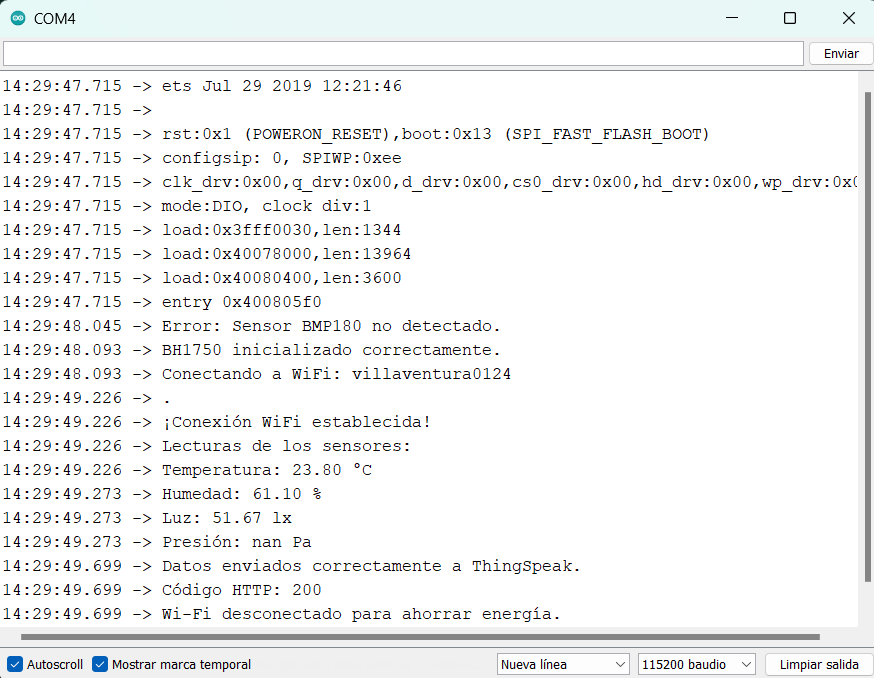 COM4
Enviar
14:29:47.715 -> ets Jul 29 2019 12:21:46
14:29:47.715 ->
14:29:47.715 -> rst:0x1 (POWERON_RESET),boot:0x13 (SPI_FAST_FLASH_BOOT)
14:29:47.715 -> configsip: 0, SPIWP:0xee
14:29:47.715 -> clk_drv:0x00,q_drv:0x00,d_drv:0x00,cs0_drv:0x00,hd_drv:0x00,wp_drv:0x0
14:29:47.715 -> mode:DIO, clock div:1
14:29:47.715 -> load:0x3fff0030,len:1344
14:29:47.715 -> load:0x40078000,len:13964
14:29:47.715 -> load:0x40080400,len:3600
14:29:47.715 -> entry 0x400805f0
14:29:48.045 -> Error: Sensor BMP180 no detectado.
14:29:48.093 -> BH1750 inicializado correctamente.
14:29:48.093 -> Conectando a WiFi: villaventura0124
14:29:49.226 -> .
14:29:49.226 -> ¡Conexión WiFi establecida!
14:29:49.226 -> Lecturas de los sensores:
14:29:49.226 -> Temperatura: 23.80 °C
14:29:49.273 -> Humedad: 61.10 %
14:29:49.273 -> Luz: 51.67 lx
14:29:49.273 -> Presión: nan Pa
14:29:49.699 -> Datos enviados correctamente a ThingSpeak.
14:29:49.699 -> Código HTTP: 200
14:29:49.699 -> Wi-Fi desconectado para ahorrar energía.
Autoscroll Mostrar marca temporal Nueva línea 115200 baudio Limpiar salida